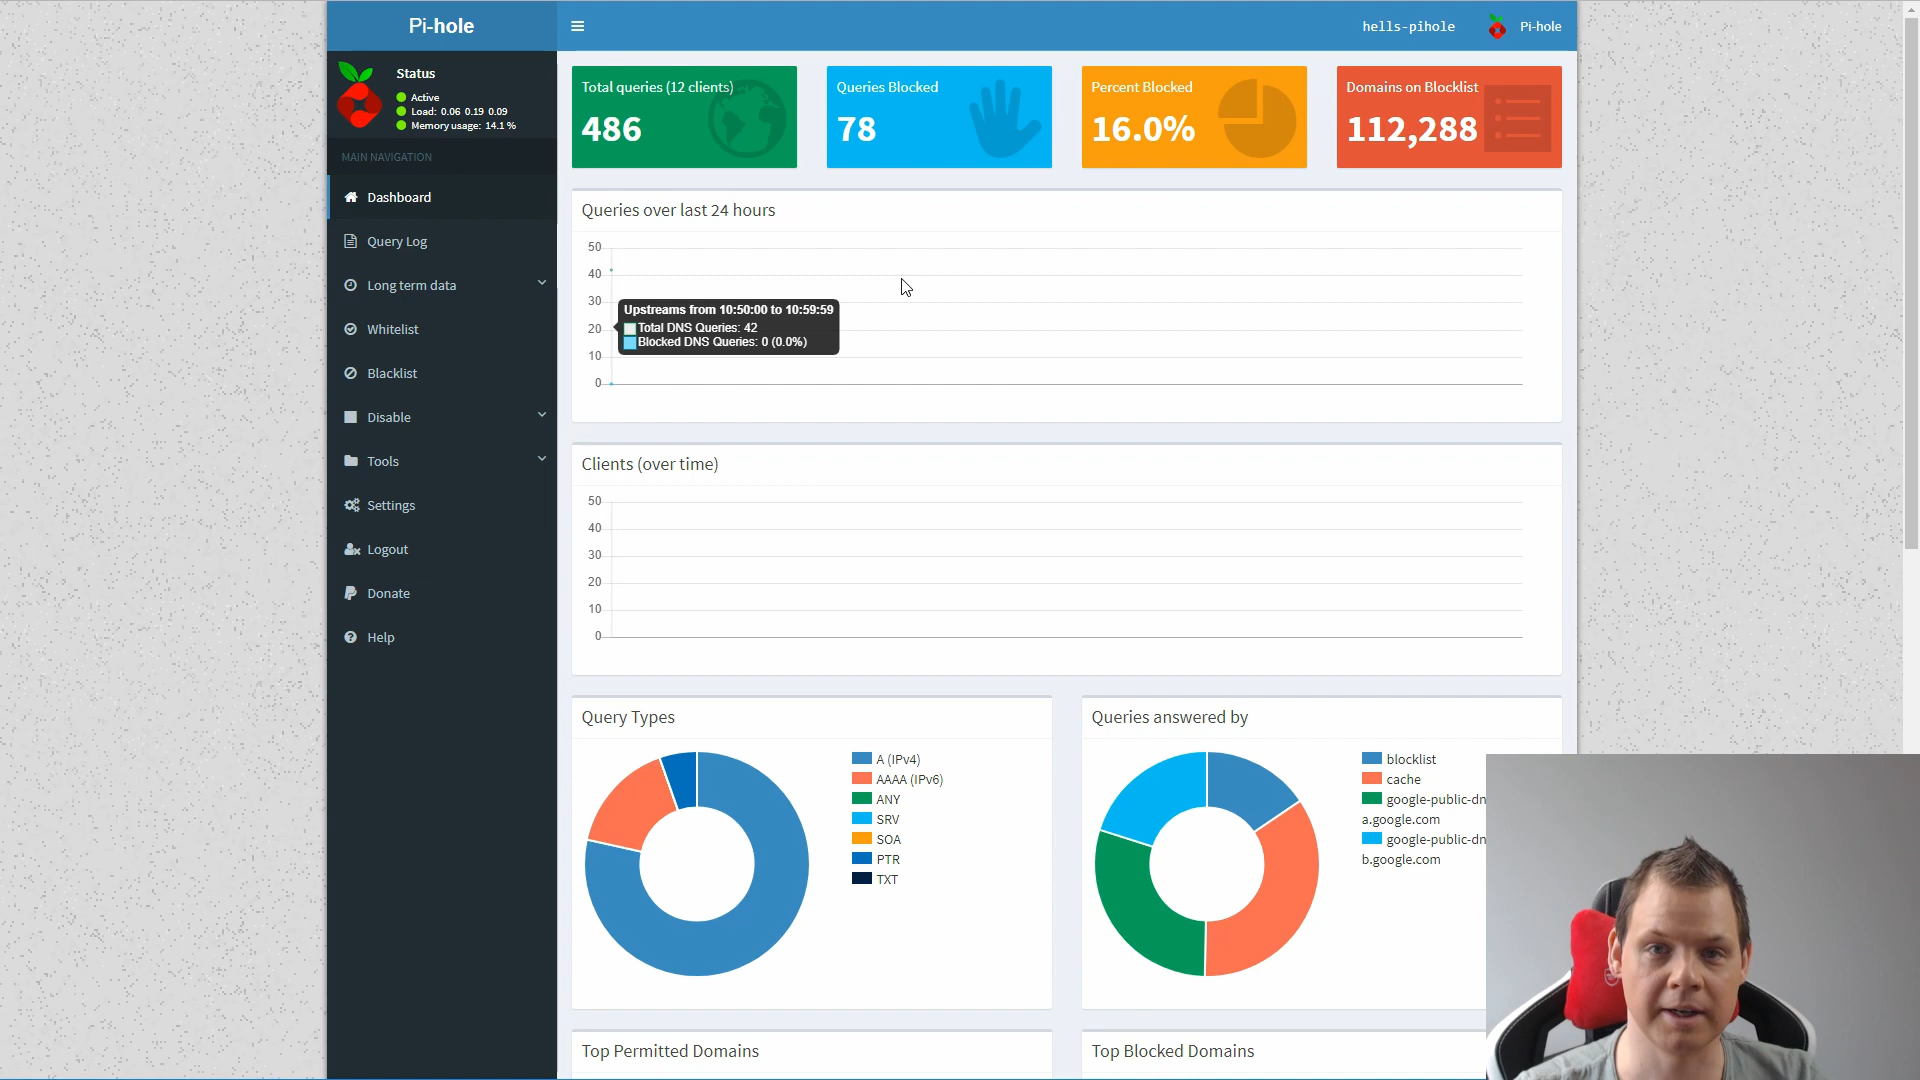 Pi-hole
hells-pihole
Pi-hole
Status
Active
Load: 0.06 0.19 0.09
Memory usage: 14.1 %
MAIN NAVIGATION
Dashboard
Query Log
Long term data
Whitelist
Blacklist
Disable
Tools
Settings
Logout
Donate
Help
Total queries (12 clients)
486
Queries Blocked
78
Percent Blocked
16.0%
Domains on Blocklist
112,288
Queries over last 24 hours
50
40
30
20
10
0
Upstreams from 10:50:00 to 10:59:59
Total DNS Queries: 42
Blocked DNS Queries: 0 (0.0%)
Clients (over time)
50
40
30
20
10
0
Query Types
A (IPv4)
AAAA (IPv6)
ANY
SRV
SOA
PTR
TXT
Queries answered by
blocklist
cache
google-public-dn
a.google.com
google-public-dn
b.google.com
Top Permitted Domains
Top Blocked Domains